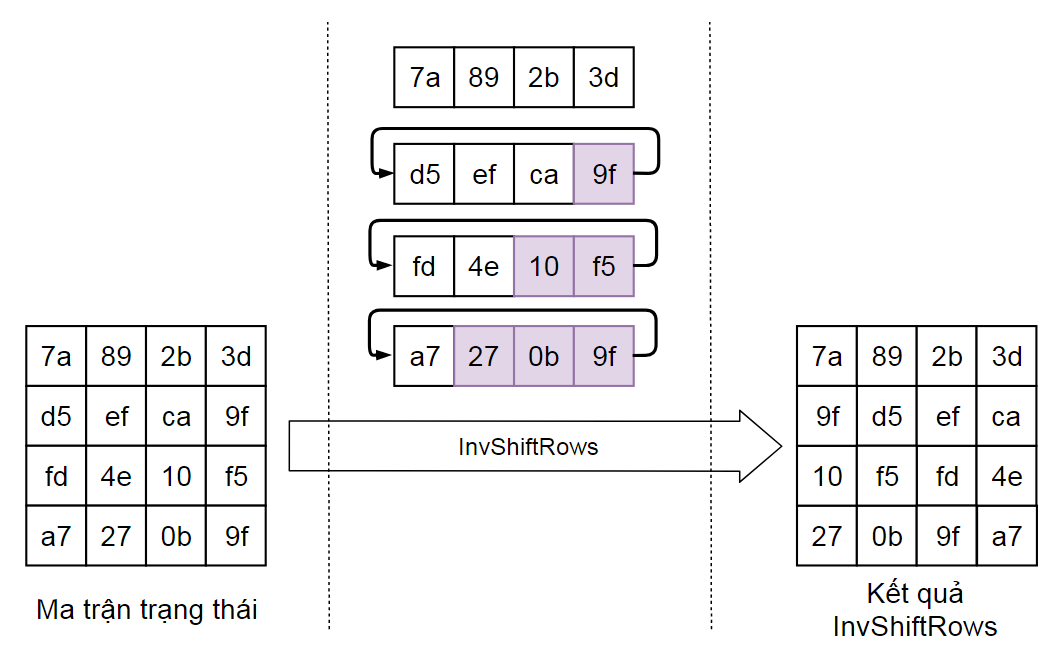 7a 89 2b 3d
d5 ef ca 9f
fd 4e 10 f5
a7 27 0b 9f
Ma trận trạng thái
7a 89 2b 3d
d5 ef ca 9f
fd 4e 10 f5
a7 27 0b 9f
InvShiftRows
7a 89 2b 3d
9f d5 ef ca
10 f5 fd 4e
27 0b 9f a7
Kết quả
InvShiftRows